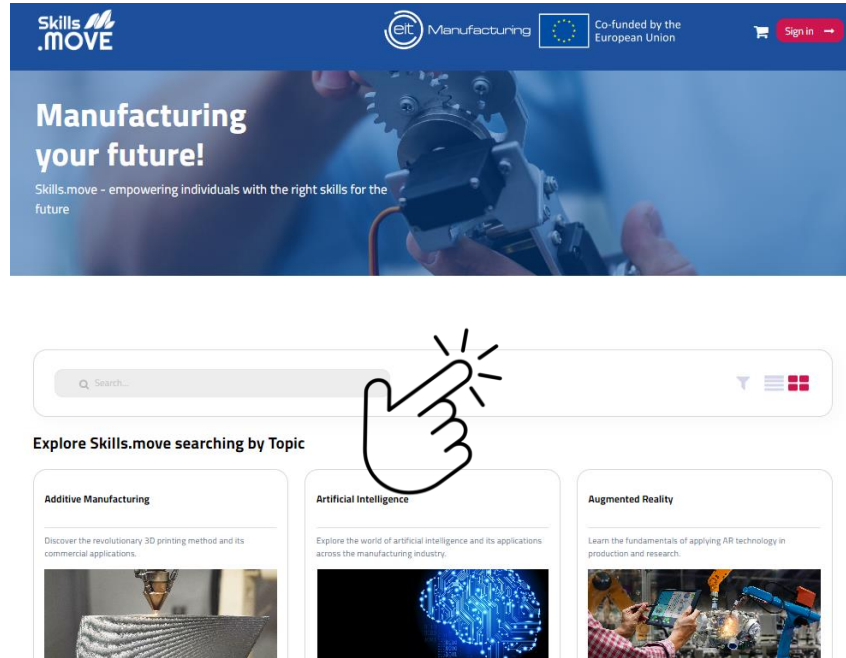 Skills
.MOVE
eit Manufacturing
Co-funded by the
European Union
Sign in →
Manufacturing
your future!
Skills.move - empowering individuals with the right skills for the
future
Search...
Explore Skills.move searching by Topic
Additive Manufacturing
Discover the revolutionary 3D printing method and its
commercial applications.
Artificial Intelligence
Explore the world of artificial intelligence and its applications
across the manufacturing industry.
Augmented Reality
Learn the fundamentals of applying AR technology in
production and research.